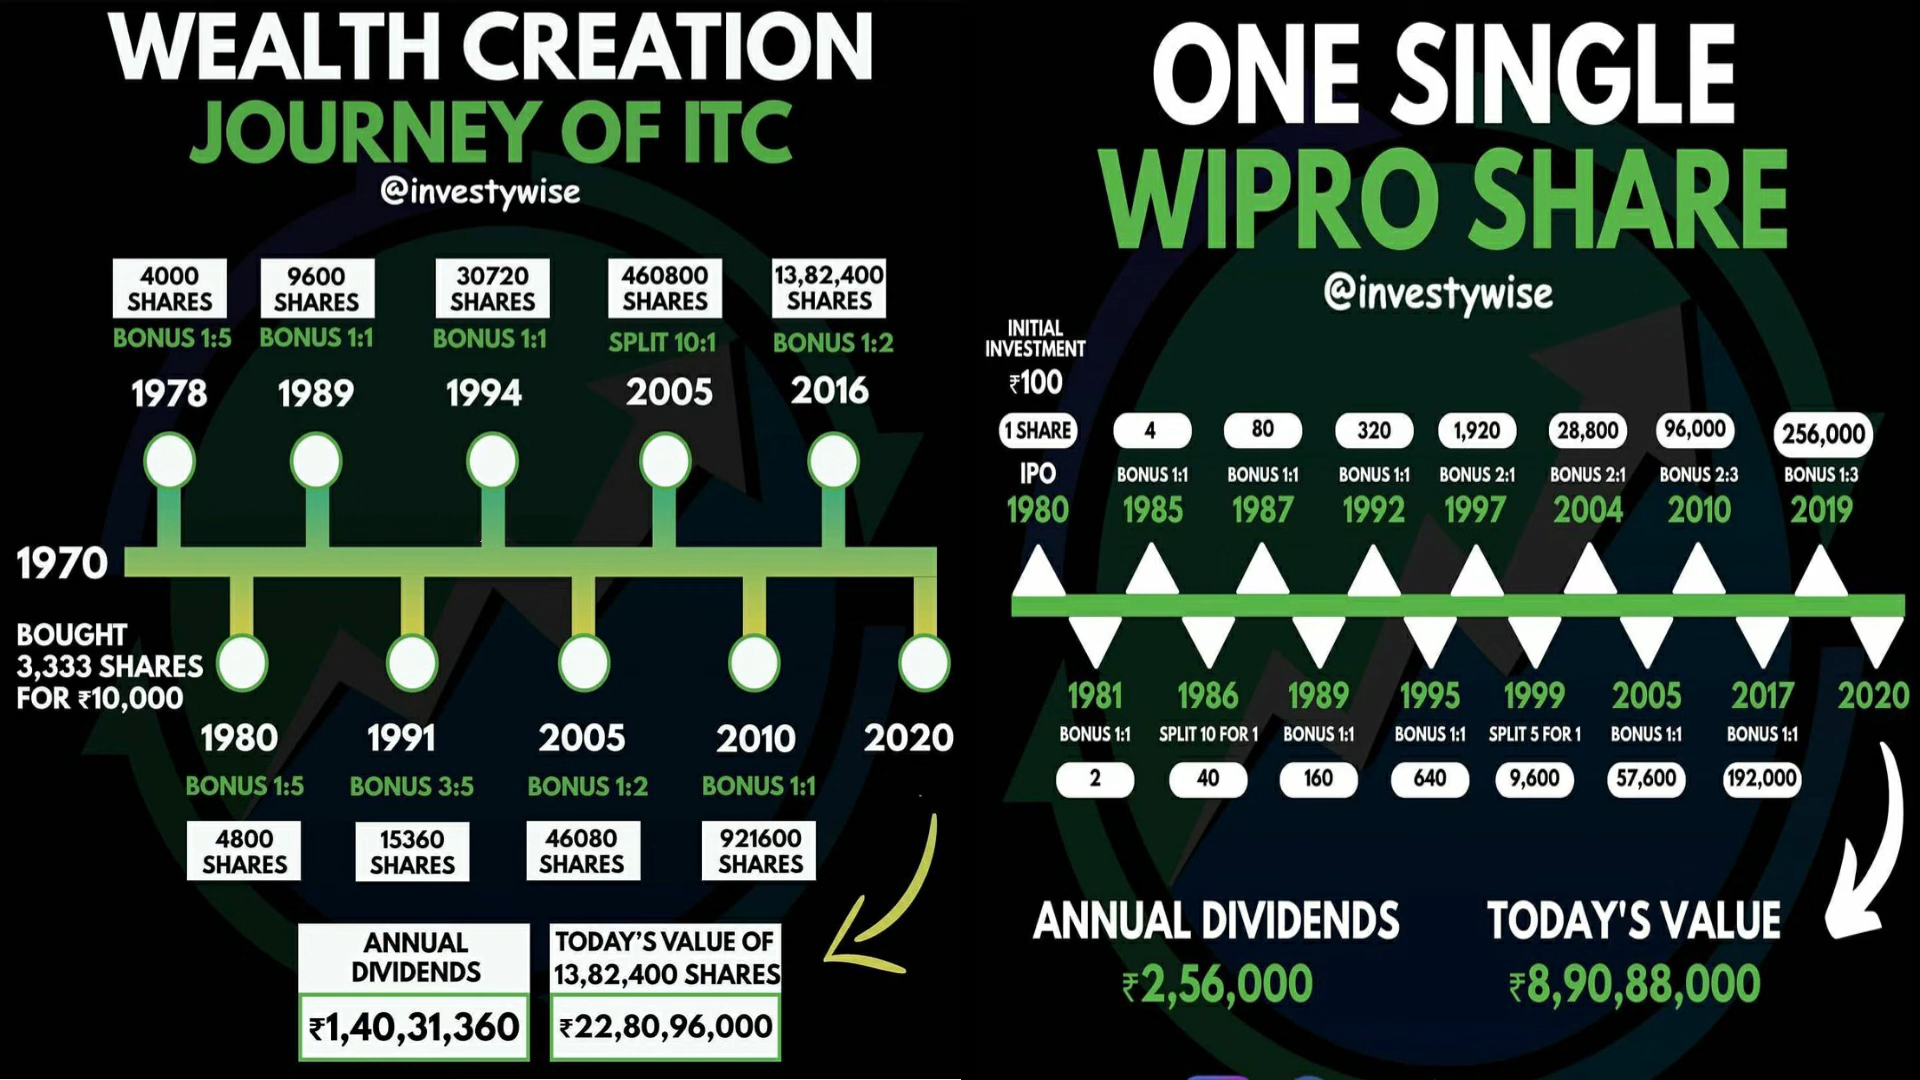 WEALTH CREATION
JOURNEY OF ITC
@investywise
4000
SHARES
BONUS 1:5
1978
9600
SHARES
BONUS 1:1
1989
30720
SHARES
BONUS 1:1
1994
460800
SHARES
SPLIT 10:1
2005
13,82,400
SHARES
BONUS 1:2
2016
1970
BOUGHT
3,333 SHARES
FOR ₹10,000
1980
BONUS 1:5
4800
SHARES
1991
BONUS 3:5
15360
SHARES
2005
BONUS 1:2
46080
SHARES
2010
BONUS 1:1
921600
SHARES
2020
ANNUAL
DIVIDENDS
₹1,40,31,360
TODAY'S VALUE OF
13,82,400 SHARES
₹22,80,96,000
ONE SINGLE
WIPRO SHARE
@investywise
INITIAL
INVESTMENT
₹100
1 SHARE
IPO
1980
4
BONUS 1:1
1985
80
BONUS 1:1
1987
320
BONUS 1:1
1992
1,920
BONUS 2:1
1997
28,800
BONUS 2:1
2004
96,000
BONUS 2:3
2010
256,000
BONUS 1:3
2019
1981
BONUS 1:1
2
1986
SPLIT 10 FOR 1
40
1989
BONUS 1:1
160
1995
BONUS 1:1
640
1999
SPLIT 5 FOR 1
9,600
2005
BONUS 1:1
57,600
2017
BONUS 1:1
192,000
2020
ANNUAL DIVIDENDS
₹2,56,000
TODAY'S VALUE
₹8,90,88,000